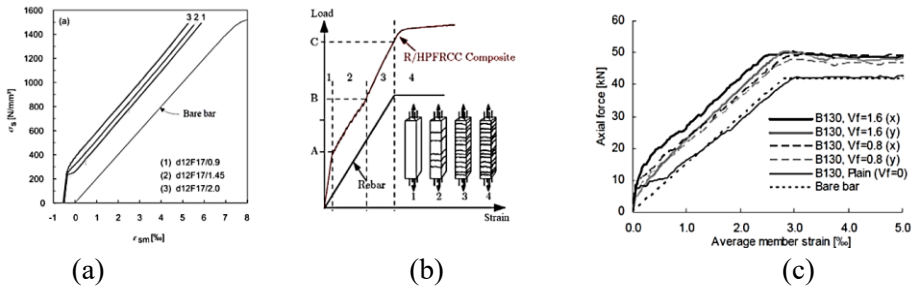 (a)
1600
1400
1200
1000
800
600
400
200
0
σs [N/mm²]
3 2 1
Bare bar
(1) d12F17/0.9
(2) d12F17/1.45
(3) d12F17/2.0
-1 0 1 2 3 4 5 6 7 8
εsm [‰]
(a)
Load
C
B
A
1 2 3 4
R/HPFRCC Composite
Rebar
1 2 3 4
Strain
(b)
Axial force [kN]
60
50
40
30
20
10
0
B130, Vf=1.6 (x)
B130, Vf=1.6 (y)
B130, Vf=0.8 (x)
B130, Vf=0.8 (y)
B130, Plain (Vf=0)
Bare bar
0.0 1.0 2.0 3.0 4.0 5.0
Average member strain [‰]
(c)